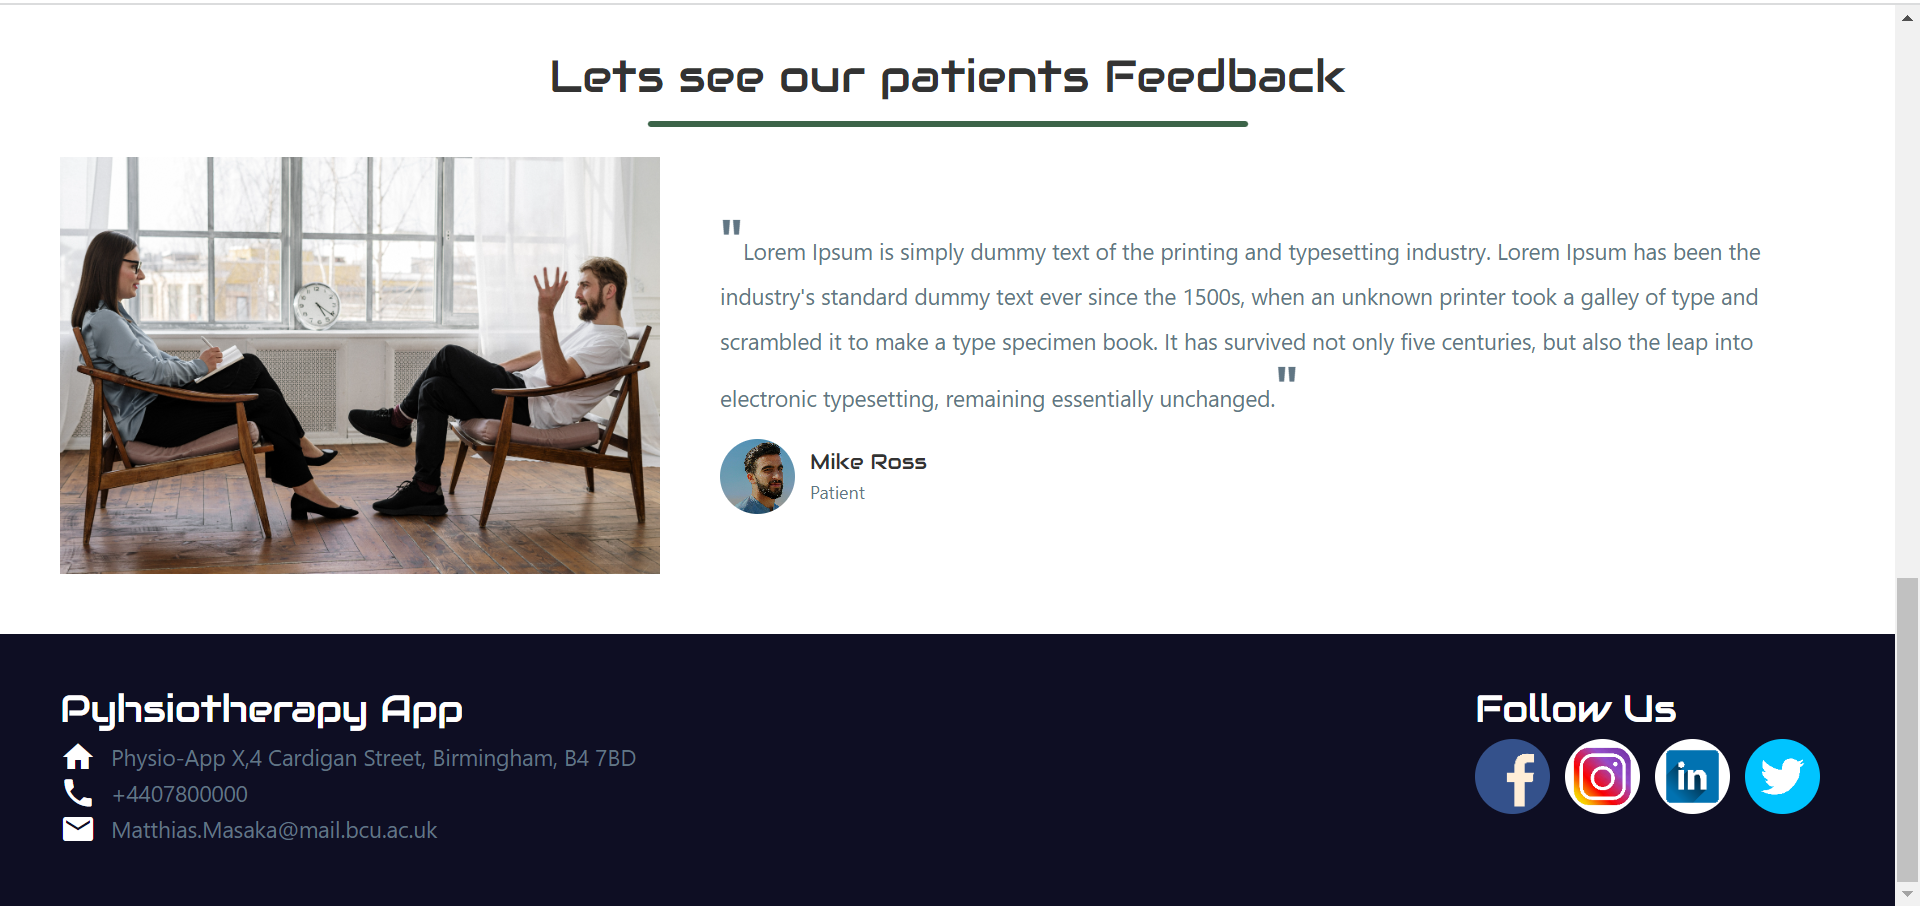 Lets see our patients Feedback
"Lorem Ipsum is simply dummy text of the printing and typesetting industry. Lorem Ipsum has been the
industry's standard dummy text ever since the 1500s, when an unknown printer took a galley of type and
scrambled it to make a type specimen book. It has survived not only five centuries, but also the leap into
electronic typesetting, remaining essentially unchanged."
Mike Ross
Patient
Pyhsiotherapy App
Physio-App X,4 Cardigan Street, Birmingham, B4 7BD
+4407800000
Matthias.Masaka@mail.bcu.ac.uk
Follow Us
f
in